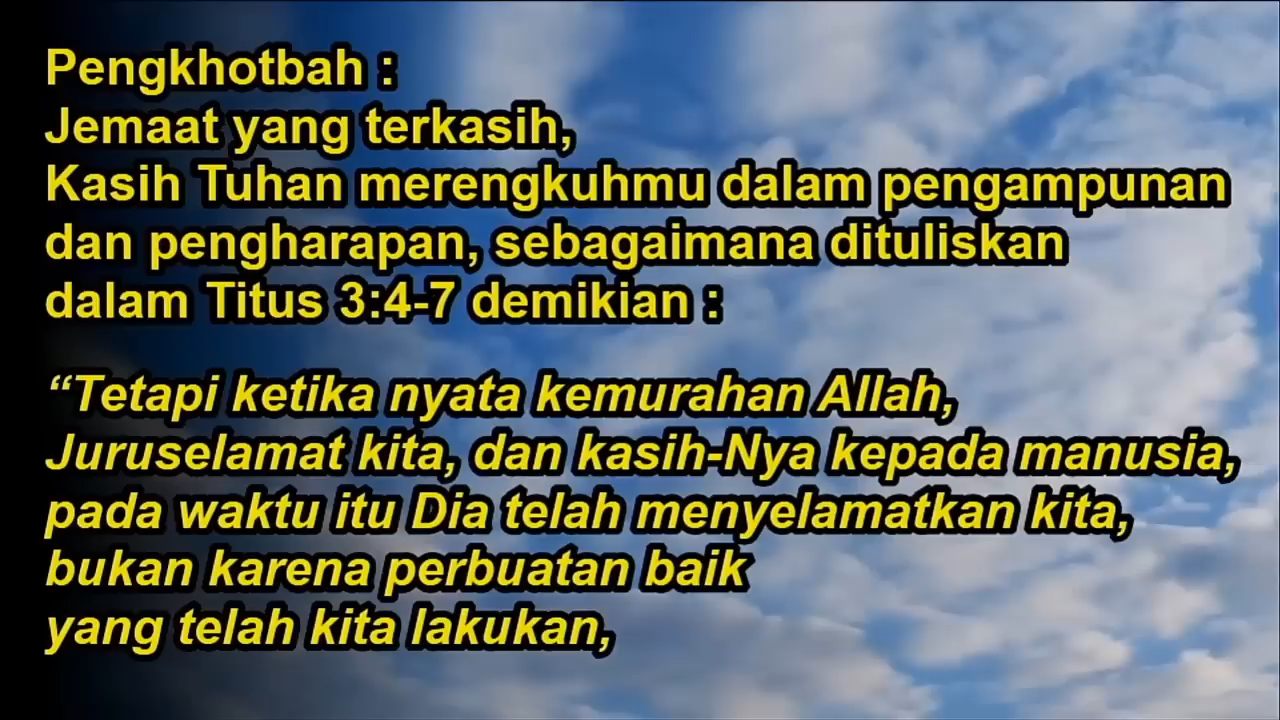 Pengkhotbah :
Jemaat yang terkasih,
Kasih Tuhan merengkuhmu dalam pengampunan
dan pengharapan, sebagaimana dituliskan
dalam Titus 3:4-7 demikian :
“Tetapi ketika nyata kemurahan Allah,
Juruselamat kita, dan kasih-Nya kepada manusia,
pada waktu itu Dia telah menyelamatkan kita,
bukan karena perbuatan baik
yang telah kita lakukan,